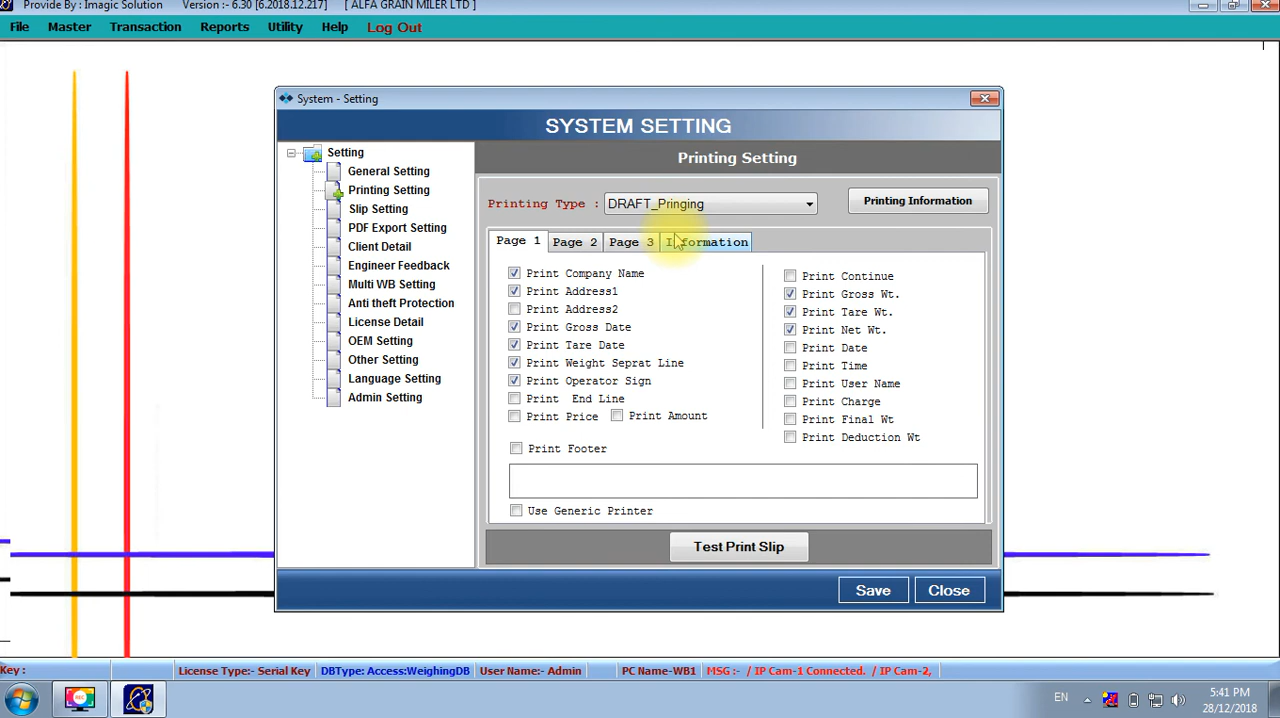 Provide By : Imagic Solution Version :- 6.30 [6.2018.12.217] [ ALFA GRAIN MILER LTD ]
File Master Transaction Reports Utility Help Log Out
System - Setting
SYSTEM SETTING
Setting
General Setting
Printing Setting
Slip Setting
PDF Export Setting
Client Detail
Engineer Feedback
Multi WB Setting
Anti theft Protection
License Detail
OEM Setting
Other Setting
Language Setting
Admin Setting
Printing Setting
Printing Type : DRAFT_Pringing Printing Information
Page 1 Page 2 Page 3 Information
Print Company Name
Print Address1
Print Address2
Print Gross Date
Print Tare Date
Print Weight Seprat Line
Print Operator Sign
Print End Line
Print Price Print Amount
Print Continue
Print Gross Wt.
Print Tare Wt.
Print Net Wt.
Print Date
Print Time
Print User Name
Print Charge
Print Final Wt
Print Deduction Wt
Print Footer
Use Generic Printer
Test Print Slip
Save Close
Key : License Type:- Serial Key DBType: Access:WeighingDB User Name:- Admin PC Name-WB1 MSG :- / IP Cam-1 Connected. / IP Cam-2,
REC
EN
5:41 PM
28/12/2018